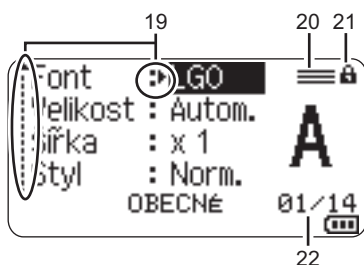 19 20 21
Font : LGO
Velikost : Autom.
Šířka : x 1
Styl : Norm.
A
OBECNÉ 01/14
22